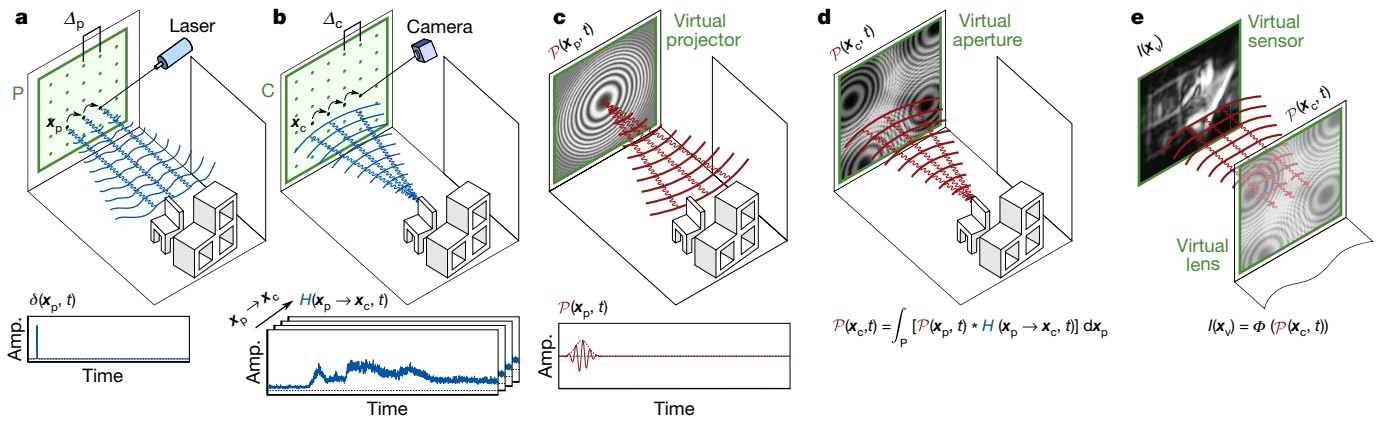 a
Δp
Laser
P
xp
δ(xp, t)
Amp.
Time
b
Δc
Camera
C
xc
xp → xc
H(xp → xc, t)
Amp.
Time
c
𝒫(xp, t)
Virtual
projector
𝒫(xp, t)
Amp.
Time
d
𝒫(xc, t)
Virtual
aperture
𝒫(xc,t) = ∫P [𝒫(xp, t) * H (xp → xc, t)] dxp
e
I(xv)
Virtual
sensor
𝒫(xc, t)
Virtual
lens
I(xv) = Φ (𝒫(xc, t))